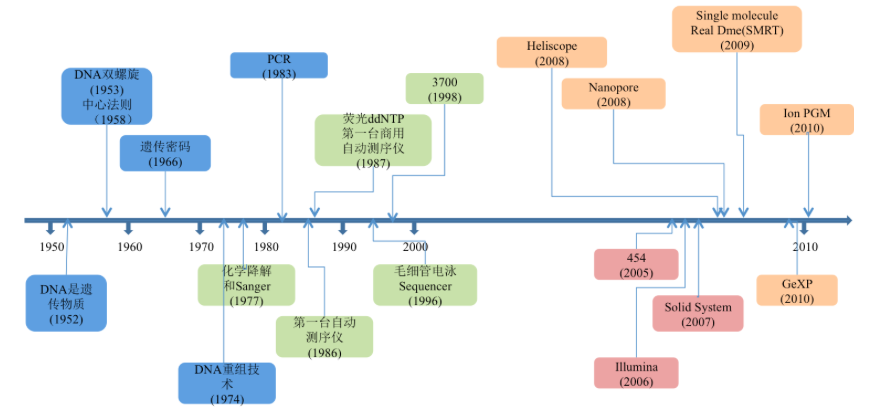 DNA双螺旋
(1953)
中心法则
（1958）
遗传密码
(1966)
PCR
(1983)
荧光ddNTP
第一台商用
自动测序仪
(1987)
3700
(1998)
Heliscope
(2008)
Nanopore
(2008)
Single molecule
Real Dme(SMRT)
(2009)
Ion PGM
(2010)
1950
1960
1970
1980
1990
2000
2010
DNA是遗
传物质
(1952)
化学降解
和Sanger
(1977)
毛细管电泳
Sequencer
(1996)
454
(2005)
GeXP
(2010)
第一台自动
测序仪
(1986)
Solid System
(2007)
DNA重组技
术
(1974)
Illumina
(2006)